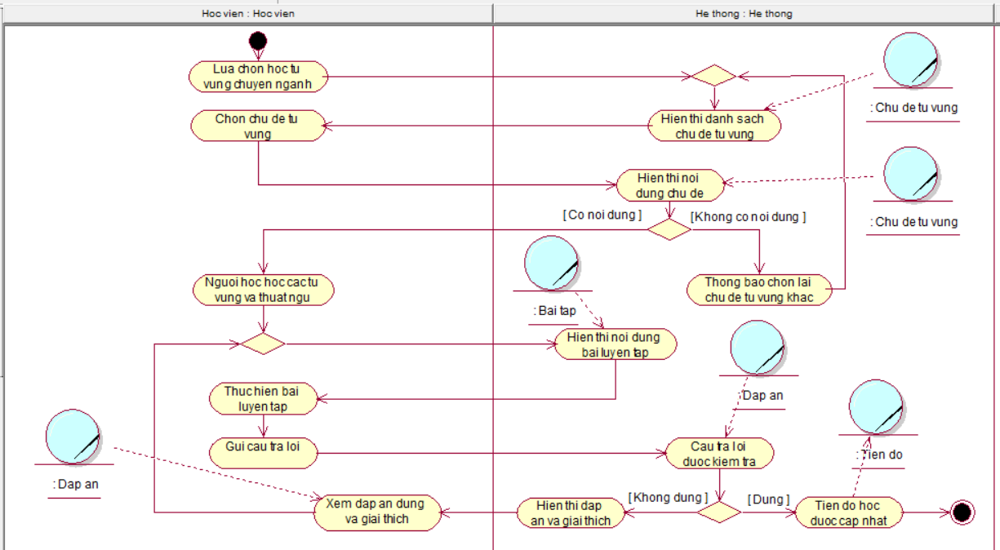 Hoc vien : Hoc vien
He thong : He thong
Lua chon hoc tu
vung chuyen nganh
: Chu de tu vung
Chon chu de tu
vung
Hien thi danh sach
chu de tu vung
Hien thi noi
dung chu de
: Chu de tu vung
[ Co noi dung ]
[ Khong co noi dung ]
Nguoi hoc hoc cac tu
vung va thuat ngu
Thong bao chon lai
chu de tu vung khac
: Bai tap
Hien thi noi dung
bai luyen tap
Thuc hien bai
luyen tap
: Dap an
Gui cau tra loi
Cau tra loi
duoc kiem tra
: Tien do
: Dap an
Xem dap an dung
va giai thich
Hien thi dap
an va giai thich
[ Khong dung ]
[ Dung ]
Tien do hoc
duoc cap nhat